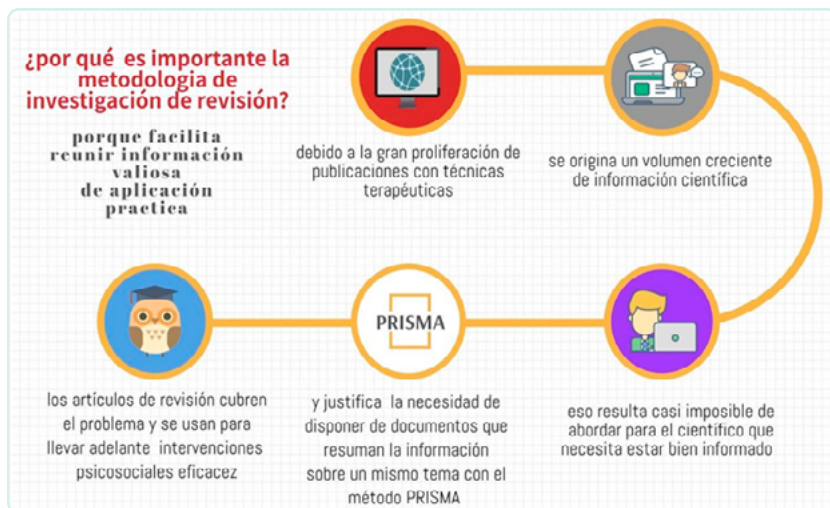 ¿por qué es importante la
metodologia de
investigación de revisión?
porque facilita
reunir información
valiosa
de aplicación
practica
debido a la gran proliferación de
publicaciones con técnicas
terapéuticas
se origina un volumen creciente
de información científica
eso resulta casi imposible de
abordar para el científico que
necesita estar bien informado
PRISMA
y justifica la necesidad de
disponer de documentos que
resuman la información
sobre un mismo tema con el
método PRISMA
los artículos de revisión cubren
el problema y se usan para
llevar adelante intervenciones
psicosociales eficacez